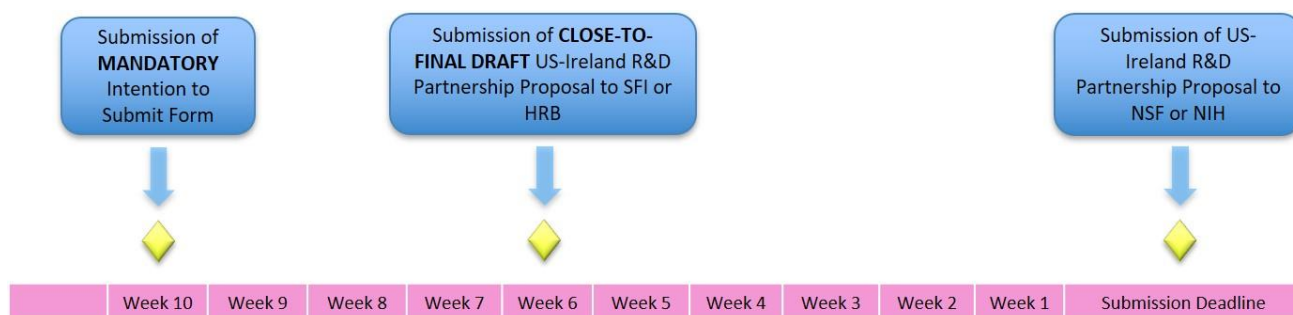 Submission of
MANDATORY
Intention to
Submit Form
Submission of CLOSE-TO-
FINAL DRAFT US-Ireland R&D
Partnership Proposal to SFI or
HRB
Submission of US-
Ireland R&D
Partnership Proposal to
NSF or NIH
Week 10 Week 9 Week 8 Week 7 Week 6 Week 5 Week 4 Week 3 Week 2 Week 1 Submission Deadline